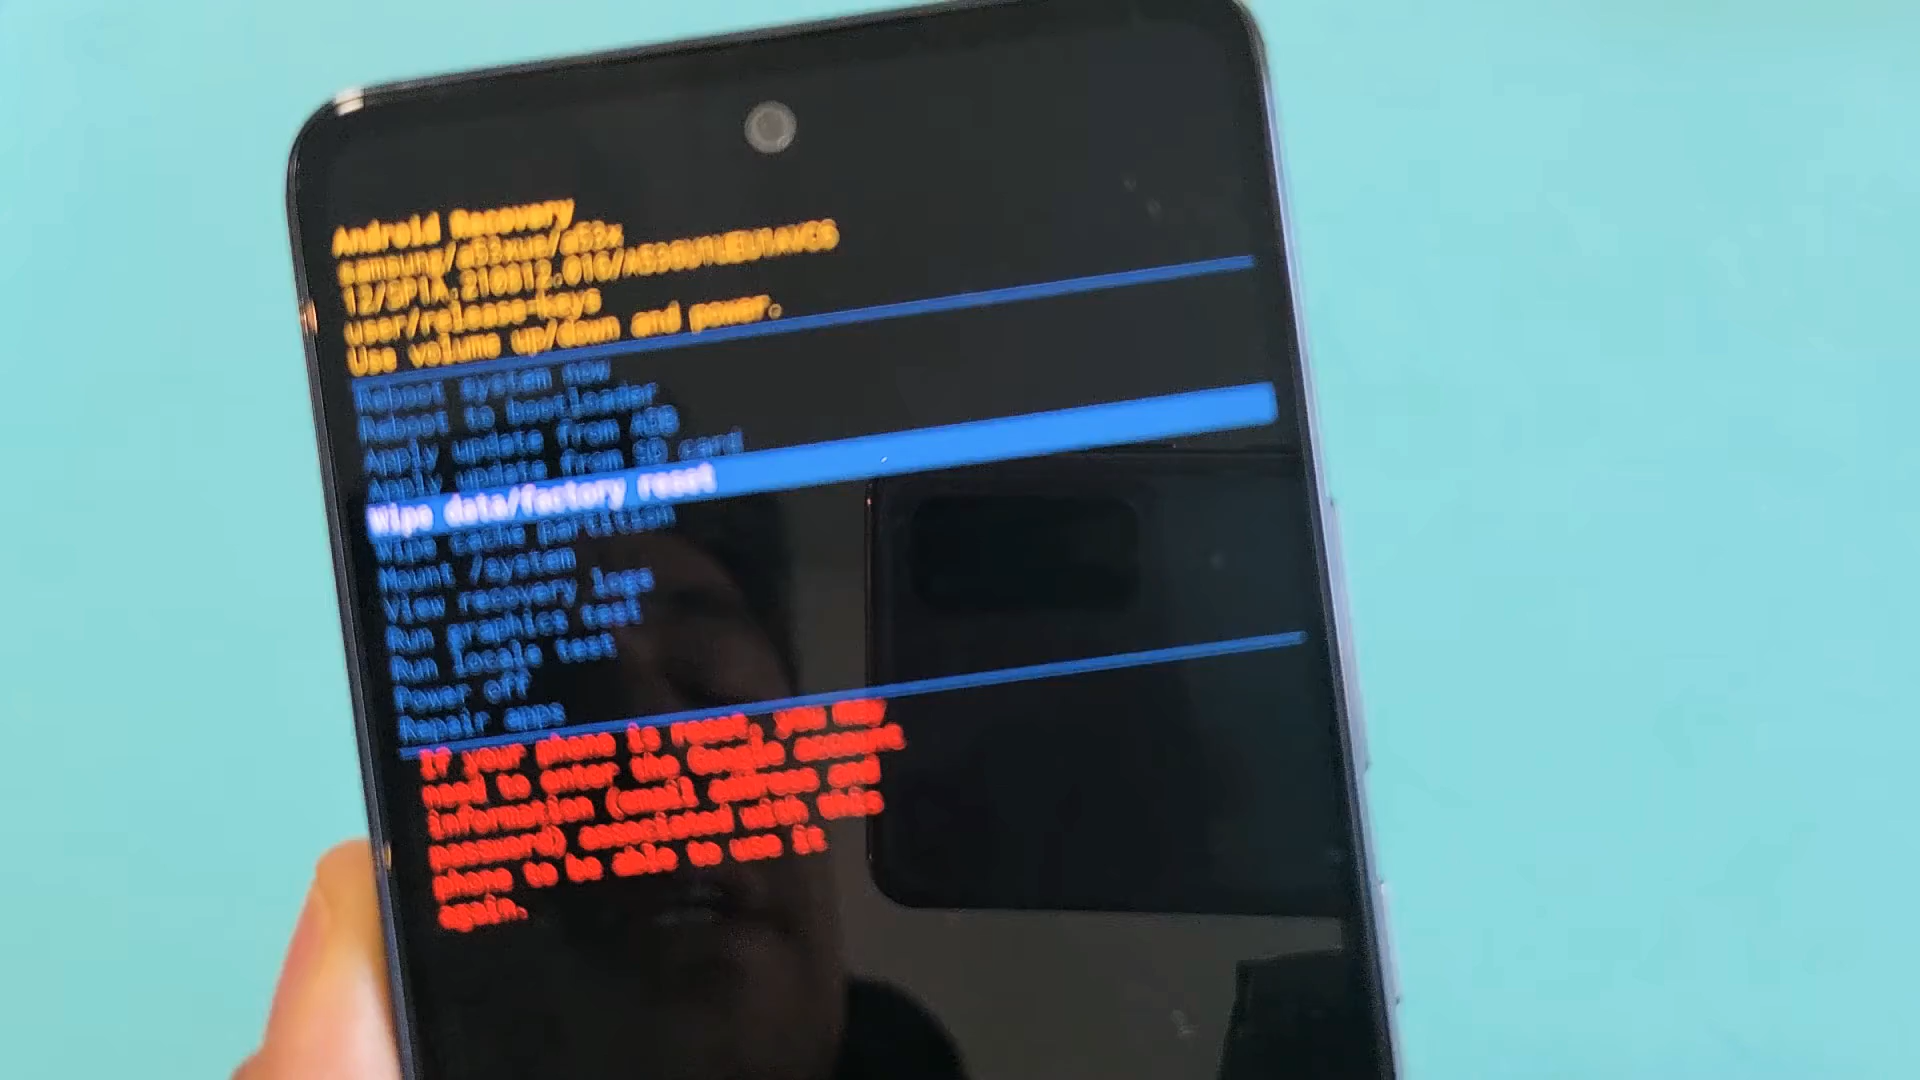 Android Recovery
samsung/a53xue/a53x
12/SP1A.210812.016/A536U1UEU1AVC6
user/release-keys
Use volume up/down and power.
Reboot system now
Reboot to bootloader
Apply update from ADB
Apply update from SD card
Wipe data/factory reset
Wipe cache partition
Mount /system
View recovery logs
Run graphics test
Run locale test
Power off
Repair apps
If your phone is reset, you may
need to enter the Google account
information (email address and
password) associated with this
phone to be able to use it
again.